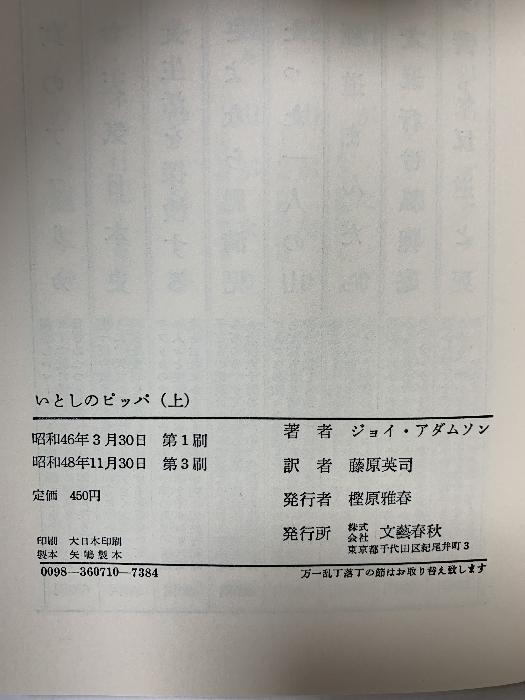 いとしのピッパ（上）
昭和46年3月30日　第1刷
昭和48年11月30日　第3刷
定価　450円
著　者　ジョイ・アダムソン
訳　者　藤原英司
発行者　樫原雅春
発行所　株式会社　文藝春秋
東京都千代田区紀尾井町3
印刷　大日本印刷
製本　矢嶋製本
0098―360710―7384
万一乱丁落丁の節はお取り替え致します